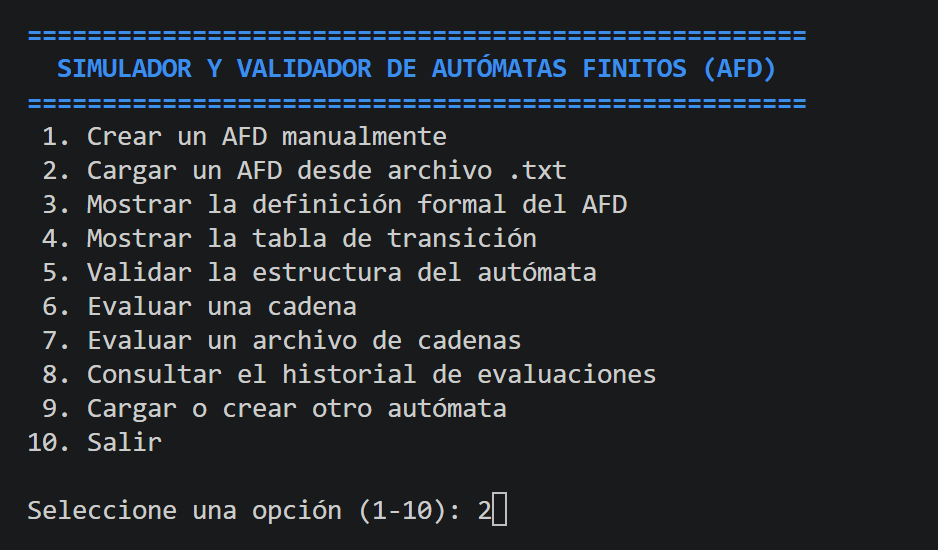 ====================================================
SIMULADOR Y VALIDADOR DE AUTÓMATAS FINITOS (AFD)
====================================================
1. Crear un AFD manualmente
2. Cargar un AFD desde archivo .txt
3. Mostrar la definición formal del AFD
4. Mostrar la tabla de transición
5. Validar la estructura del autómata
6. Evaluar una cadena
7. Evaluar un archivo de cadenas
8. Consultar el historial de evaluaciones
9. Cargar o crear otro autómata
10. Salir
Seleccione una opción (1-10): 2